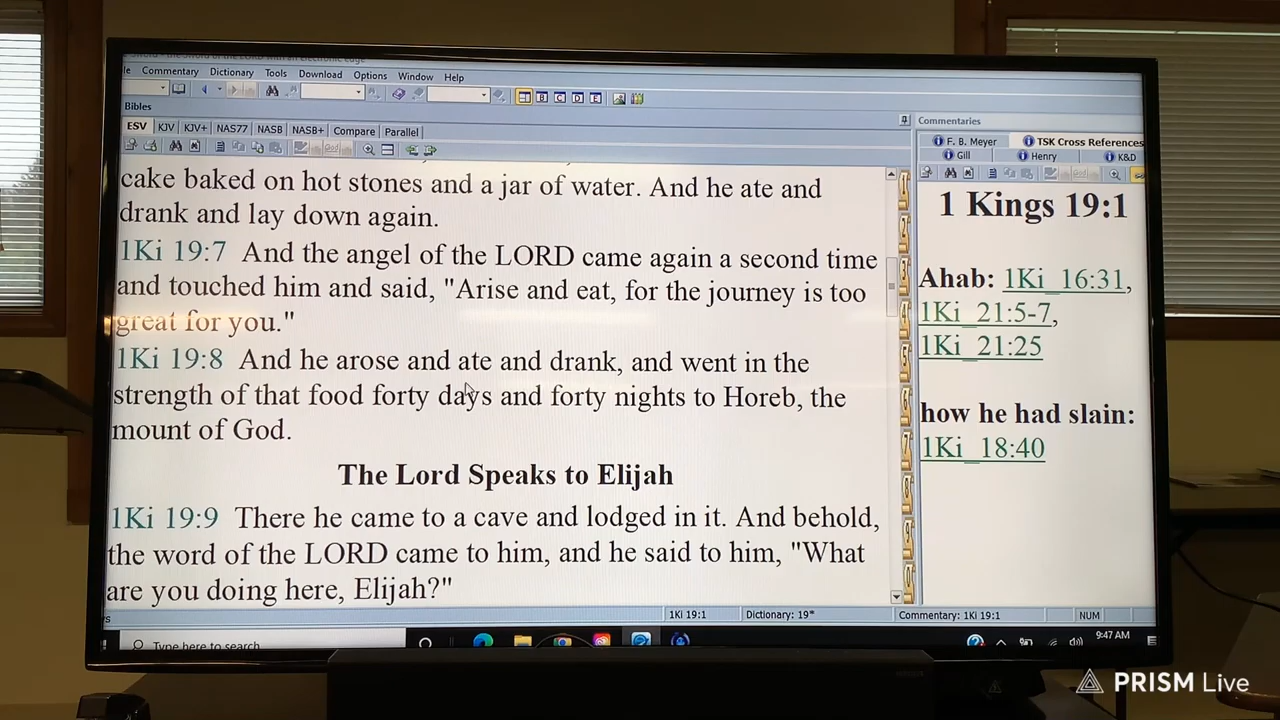 Commentary Dictionary Tools Download Options Window Help
Bibles
ESV KJV KJV+ NAS77 NASB NASB+ Compare Parallel
cake baked on hot stones and a jar of water. And he ate and
drank and lay down again.
1Ki 19:7 And the angel of the LORD came again a second time
and touched him and said, "Arise and eat, for the journey is too
great for you."
1Ki 19:8 And he arose and ate and drank, and went in the
strength of that food forty days and forty nights to Horeb, the
mount of God.
The Lord Speaks to Elijah
1Ki 19:9 There he came to a cave and lodged in it. And behold,
the word of the LORD came to him, and he said to him, "What
are you doing here, Elijah?"
Commentaries
F. B. Meyer TSK Cross References
Gill Henry K&D
1 Kings 19:1
Ahab: 1Ki_16:31,
1Ki_21:5-7,
1Ki_21:25
how he had slain:
1Ki_18:40
1Ki 19:1 Dictionary: 19* Commentary: 1Ki 19:1 NUM
Type here to search
9:47 AM
PRISM Live